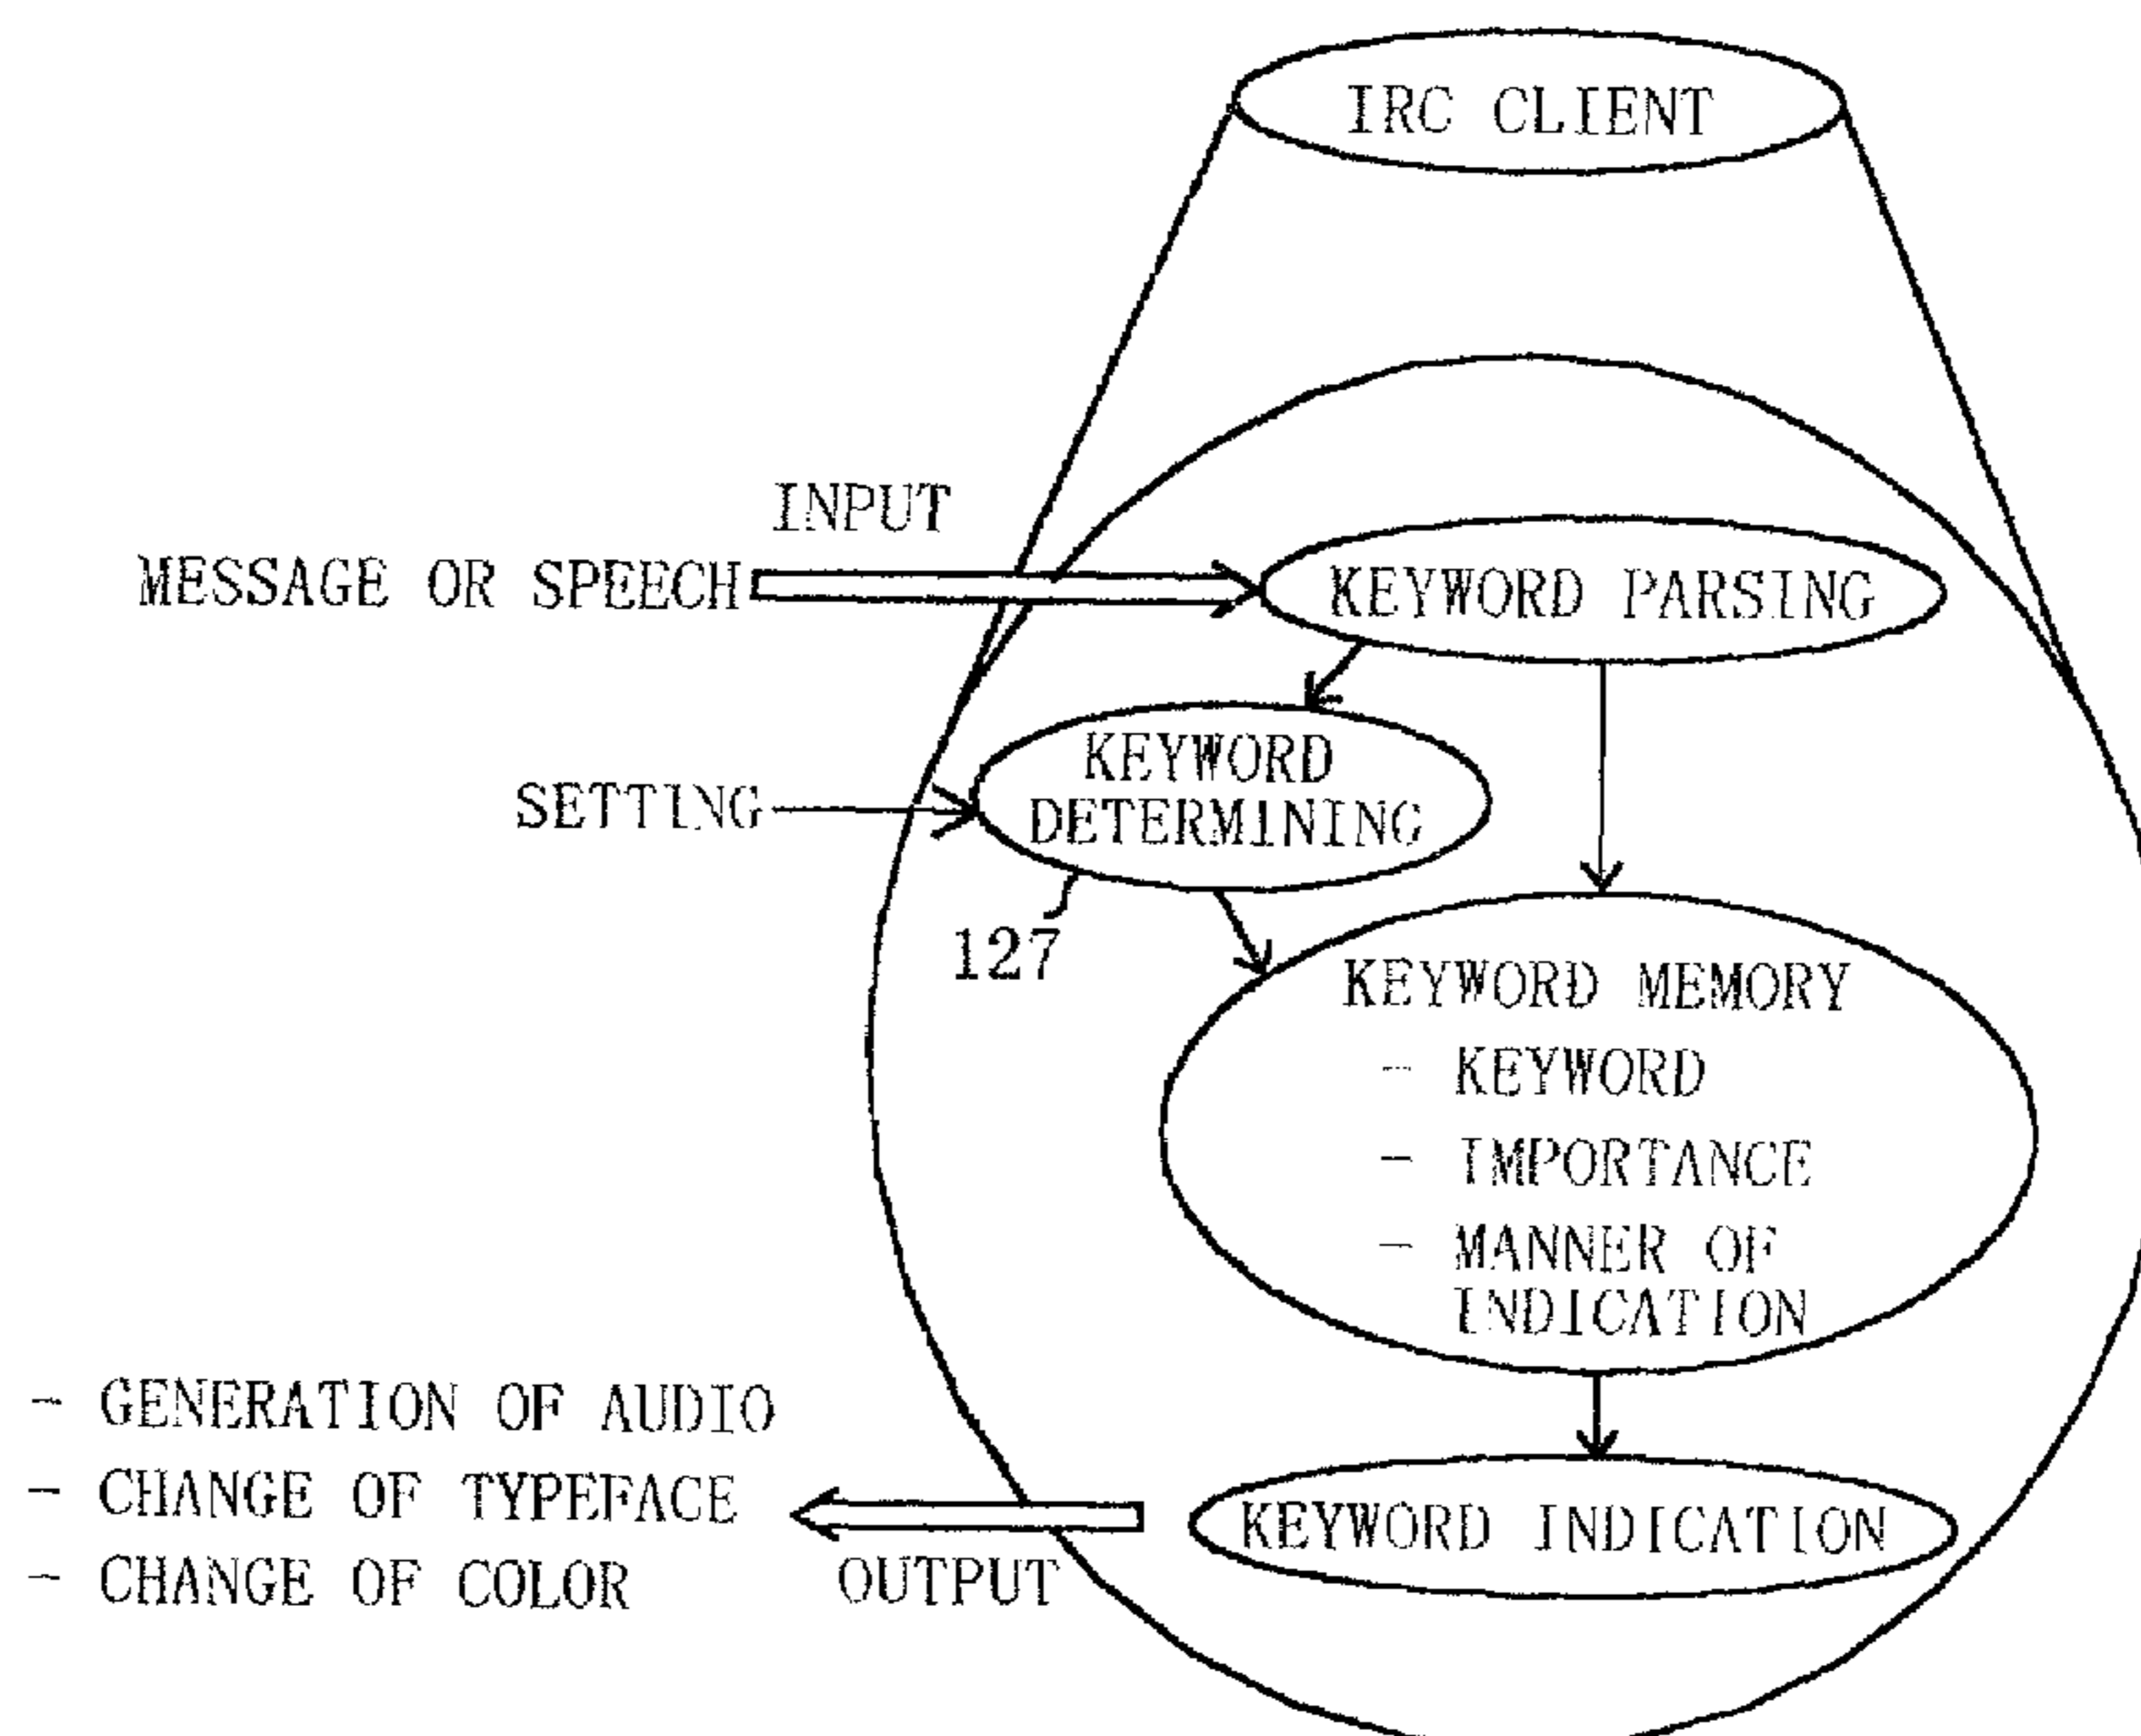 IRC CLIENT
INPUT
MESSAGE OR SPEECH
KEYWORD PARSING
KEYWORD
DETERMINING
SETTING
127
KEYWORD MEMORY
- KEYWORD
- IMPORTANCE
- MANNER OF
INDICATION
- GENERATION OF AUDIO
- CHANGE OF TYPEFACE
- CHANGE OF COLOR
OUTPUT
KEYWORD INDICATION